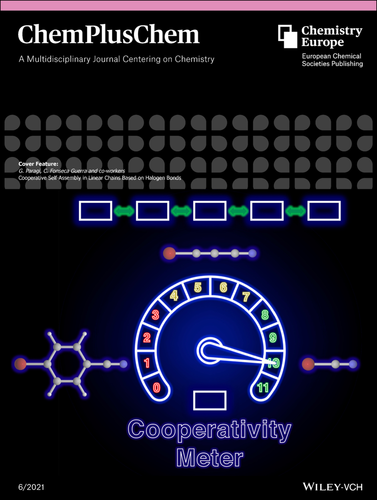 ChemPlusChem
A Multidisciplinary Journal Centering on Chemistry
Chemistry
Europe
European Chemical
Societies Publishing
Cover Feature:
G. Paragi, C. Fonseca Guerra and co-workers
Cooperative Self-Assembly in Linear Chains Based on Halogen Bonds
0
1
2
3
4
5
6
7
8
9
10
11
Cooperativity
Meter
6/2021
WILEY-VCH